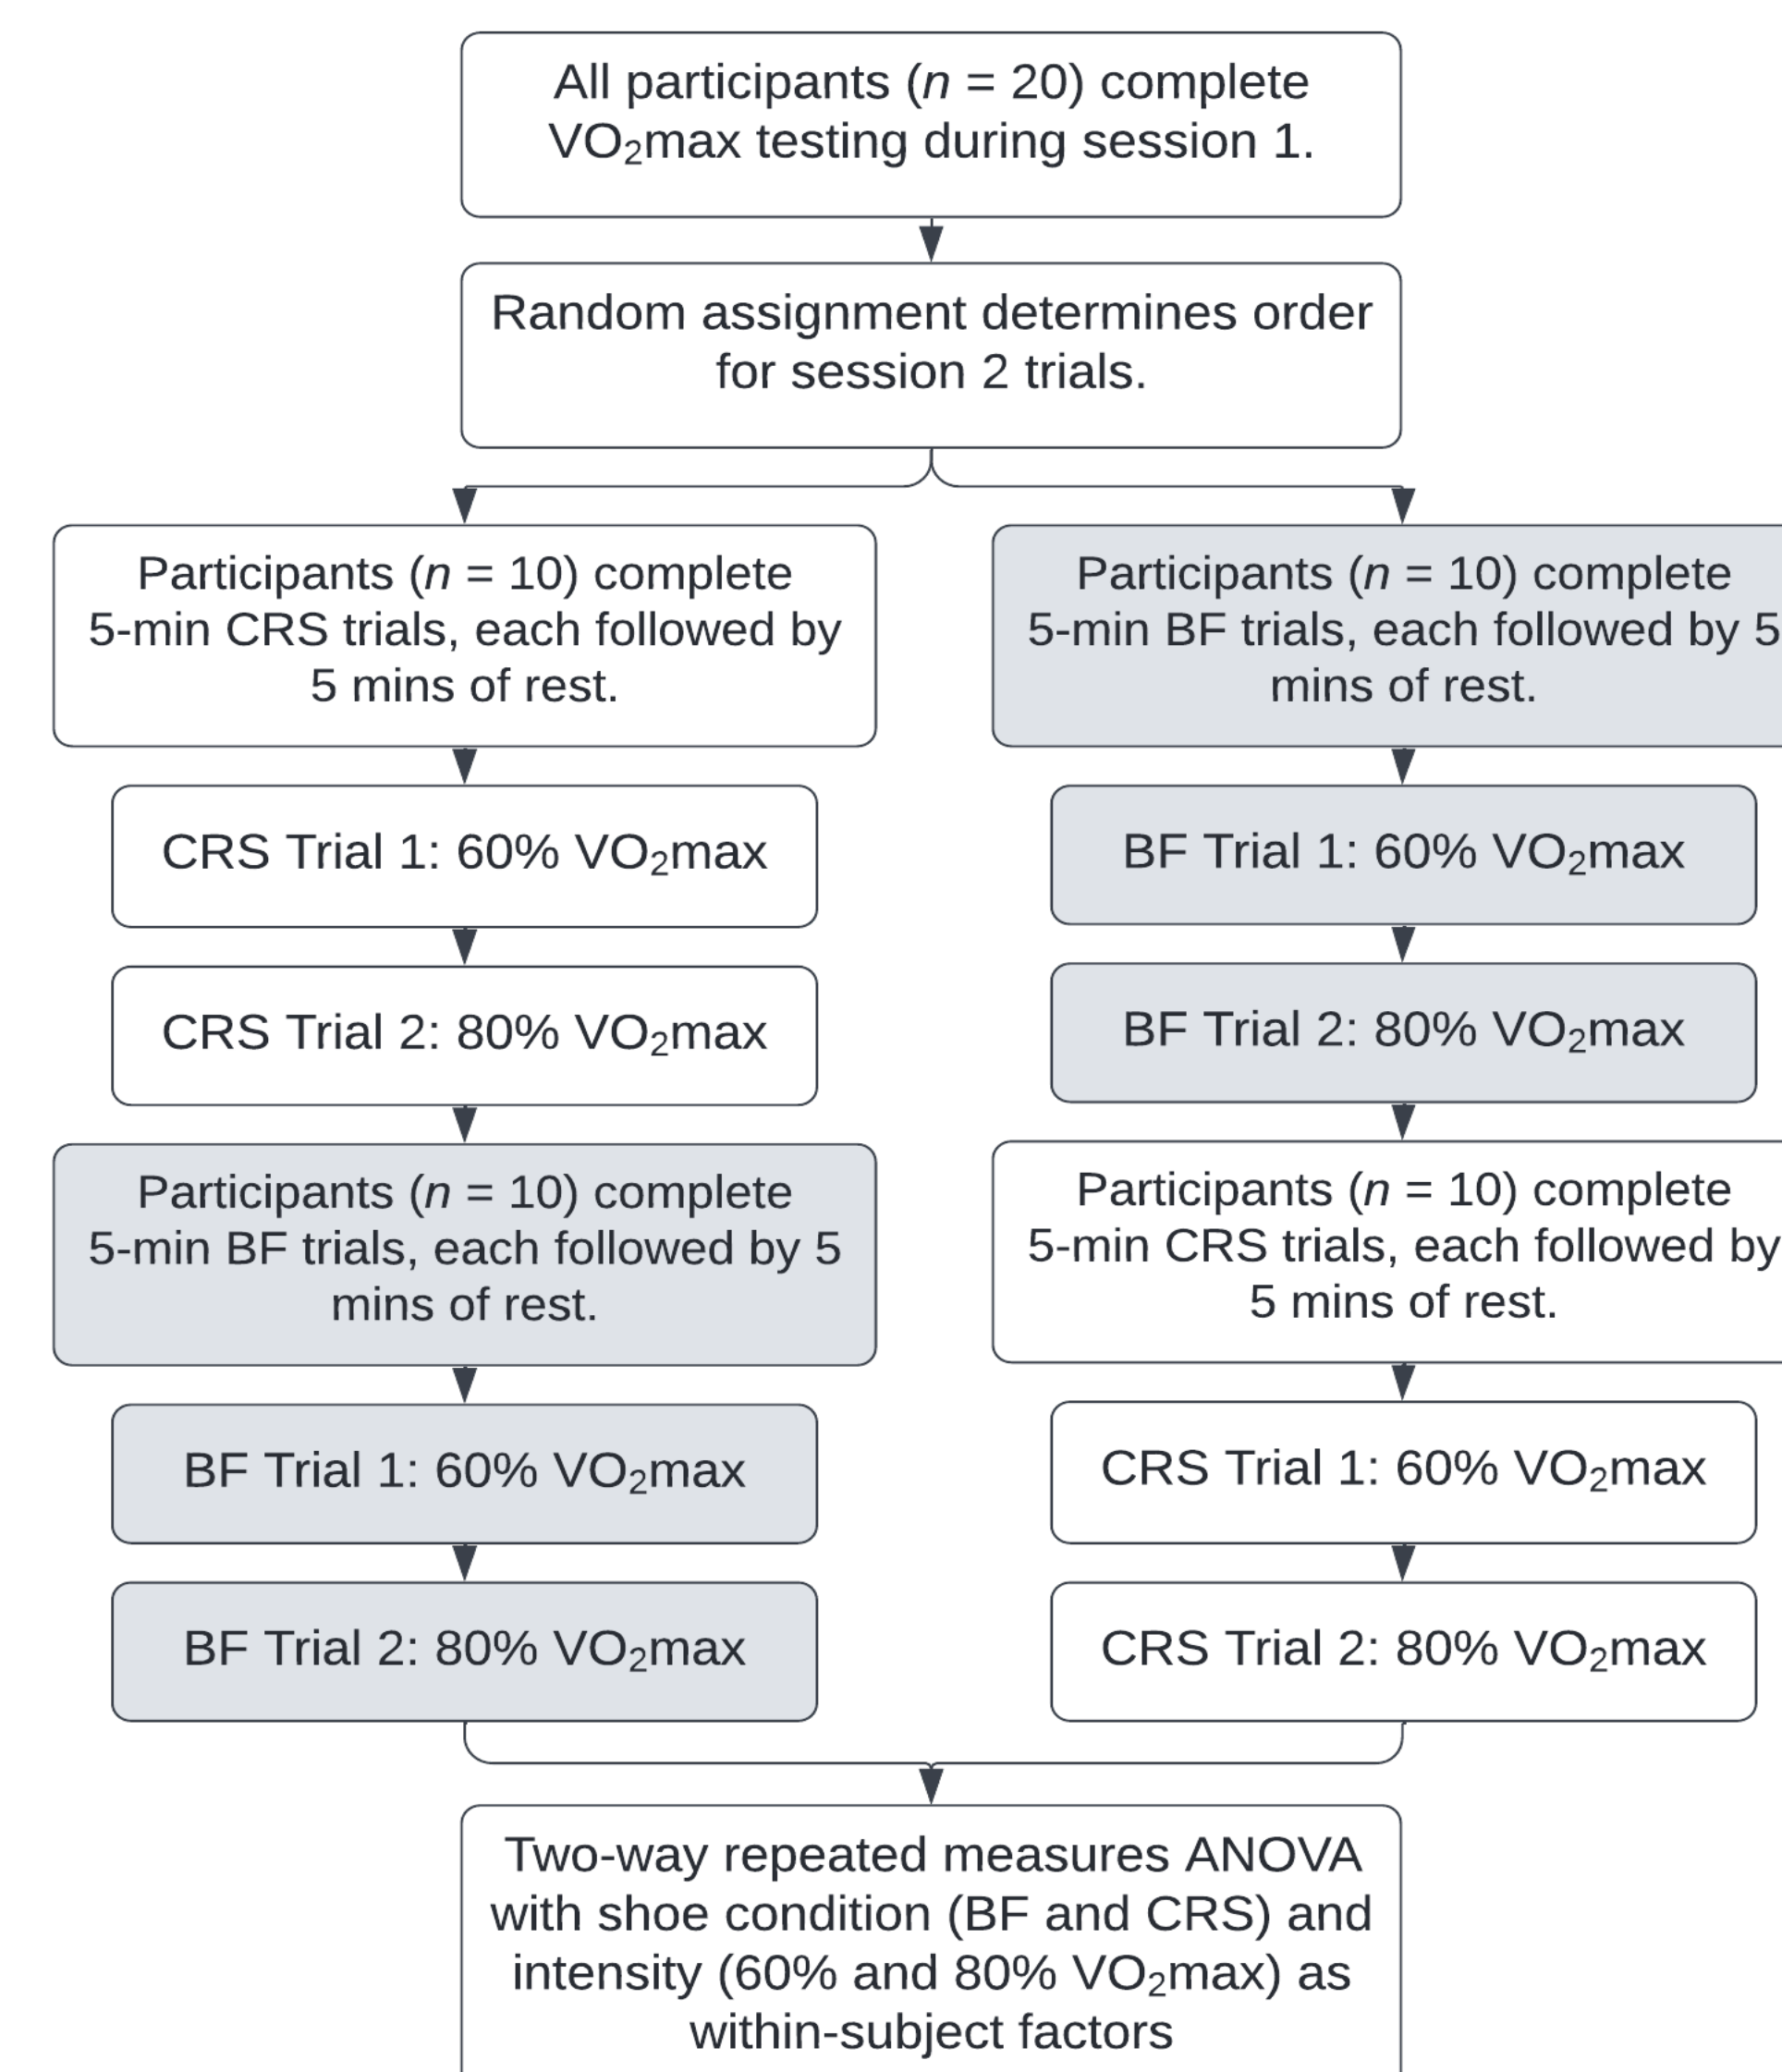 All participants (n = 20) complete
VO₂max testing during session 1.
Random assignment determines order
for session 2 trials.
Participants (n = 10) complete
5-min CRS trials, each followed by
5 mins of rest.
CRS Trial 1: 60% VO₂max
CRS Trial 2: 80% VO₂max
Participants (n = 10) complete
5-min BF trials, each followed by 5
mins of rest.
BF Trial 1: 60% VO₂max
BF Trial 2: 80% VO₂max
Participants (n = 10) complete
5-min BF trials, each followed by 5
mins of rest.
BF Trial 1: 60% VO₂max
BF Trial 2: 80% VO₂max
Participants (n = 10) complete
5-min CRS trials, each followed by
5 mins of rest.
CRS Trial 1: 60% VO₂max
CRS Trial 2: 80% VO₂max
Two-way repeated measures ANOVA
with shoe condition (BF and CRS) and
intensity (60% and 80% VO₂max) as
within-subject factors